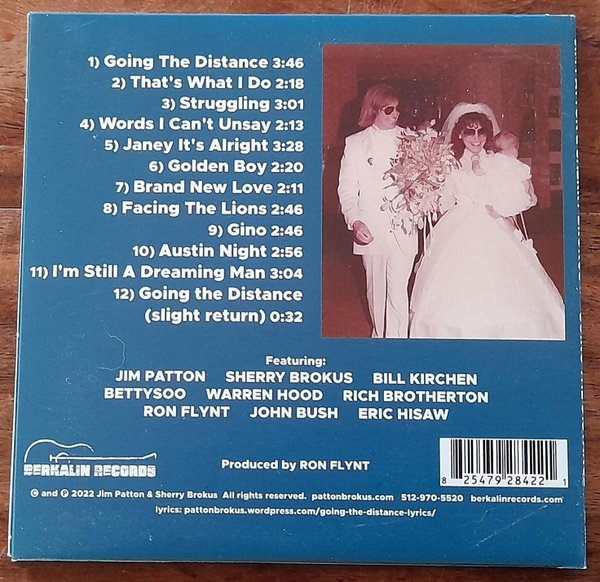 1) Going The Distance 3:46
2) That's What I Do 2:18
3) Struggling 3:01
4) Words I Can't Unsay 2:13
5) Janey It's Alright 3:28
6) Golden Boy 2:20
7) Brand New Love 2:11
8) Facing The Lions 2:46
9) Gino 2:46
10) Austin Night 2:56
11) I'm Still A Dreaming Man 3:04
12) Going the Distance
(slight return) 0:32
Featuring:
JIM PATTON SHERRY BROKUS BILL KIRCHEN
BETTYSOO WARREN HOOD RICH BROTHERTON
RON FLYNT JOHN BUSH ERIC HISAW
BERKALIN RECORDS
Produced by RON FLYNT
8 25479 28422 1
© and ℗ 2022 Jim Patton & Sherry Brokus All rights reserved. pattonbrokus.com 512-970-5520 berkalinrecords.com
lyrics: pattonbrokus.wordpress.com/going-the-distance-lyrics/